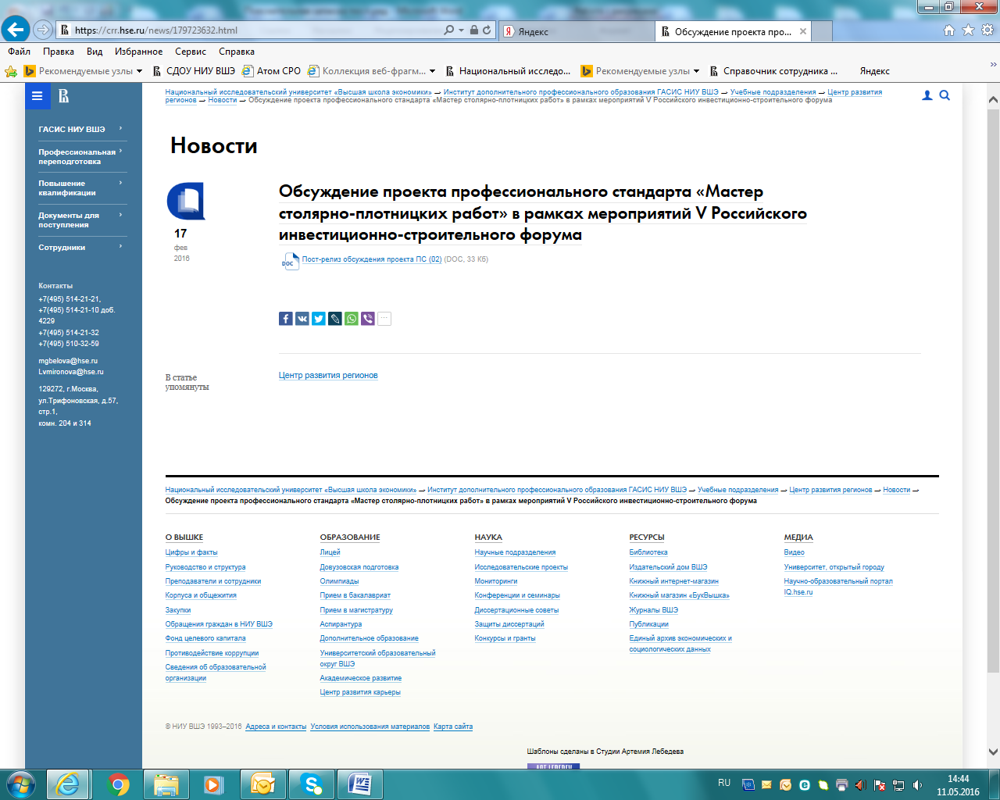 https://crr.hse.ru/news/179723632.html
Яндекс
Обсуждение проекта про...
Файл Правка Вид Избранное Сервис Справка
Рекомендуемые узлы СДОУ НИУ ВШЭ Атом СРО Коллекция веб-фрагм... Национальный исследо... Рекомендуемые узлы Справочник сотрудника ... Яндекс
Национальный исследовательский университет «Высшая школа экономики» → Институт дополнительного профессионального образования ГАСИС НИУ ВШЭ → Учебные подразделения → Центр развития
регионов → Новости → Обсуждение проекта профессионального стандарта «Мастер столярно-плотницких работ» в рамках мероприятий V Российского инвестиционно-строительного форума
ГАСИС НИУ ВШЭ
Профессиональная
переподготовка
Повышение
квалификации
Документы для
поступления
Сотрудники
Контакты
+7(495) 514-21-21,
+7(495) 514-21-10 доб.
4229
+7(495) 514-21-32
+7(495) 510-32-59
mgbelova@hse.ru
Lvmironova@hse.ru
129272, г.Москва,
ул.Трифоновская, д.57,
стр.1,
комн. 204 и 314
Новости
17
фев
2016
Обсуждение проекта профессионального стандарта «Мастер
столярно-плотницких работ» в рамках мероприятий V Российского
инвестиционно-строительного форума
DOC Пост-релиз обсуждения проекта ПС (02) (DOC, 33 Кб)
В статье
упомянуты
Центр развития регионов
Национальный исследовательский университет «Высшая школа экономики» → Институт дополнительного профессионального образования ГАСИС НИУ ВШЭ → Учебные подразделения → Центр развития регионов → Новости →
Обсуждение проекта профессионального стандарта «Мастер столярно-плотницких работ» в рамках мероприятий V Российского инвестиционно-строительного форума
О ВЫШКЕ
Цифры и факты
Руководство и структура
Преподаватели и сотрудники
Корпуса и общежития
Закупки
Обращения граждан в НИУ ВШЭ
Фонд целевого капитала
Противодействие коррупции
Сведения об образовательной
организации
ОБРАЗОВАНИЕ
Лицей
Довузовская подготовка
Олимпиады
Прием в бакалавриат
Прием в магистратуру
Аспирантура
Дополнительное образование
Университетский образовательный
округ ВШЭ
Академическое развитие
Центр развития карьеры
НАУКА
Научные подразделения
Исследовательские проекты
Мониторинги
Конференции и семинары
Диссертационные советы
Защиты диссертаций
Конкурсы и гранты
РЕСУРСЫ
Библиотека
Издательский дом ВШЭ
Книжный интернет-магазин
Книжный магазин «БукВышка»
Журналы ВШЭ
Публикации
Единый архив экономических и
социологических данных
МЕДИА
Видео
Университет, открытый городу
Научно-образовательный портал
IQ.hse.ru
© НИУ ВШЭ 1993–2016 Адреса и контакты Условия использования материалов Карта сайта
Шаблоны сделаны в Студии Артемия Лебедева
RU
14:44
11.05.2016